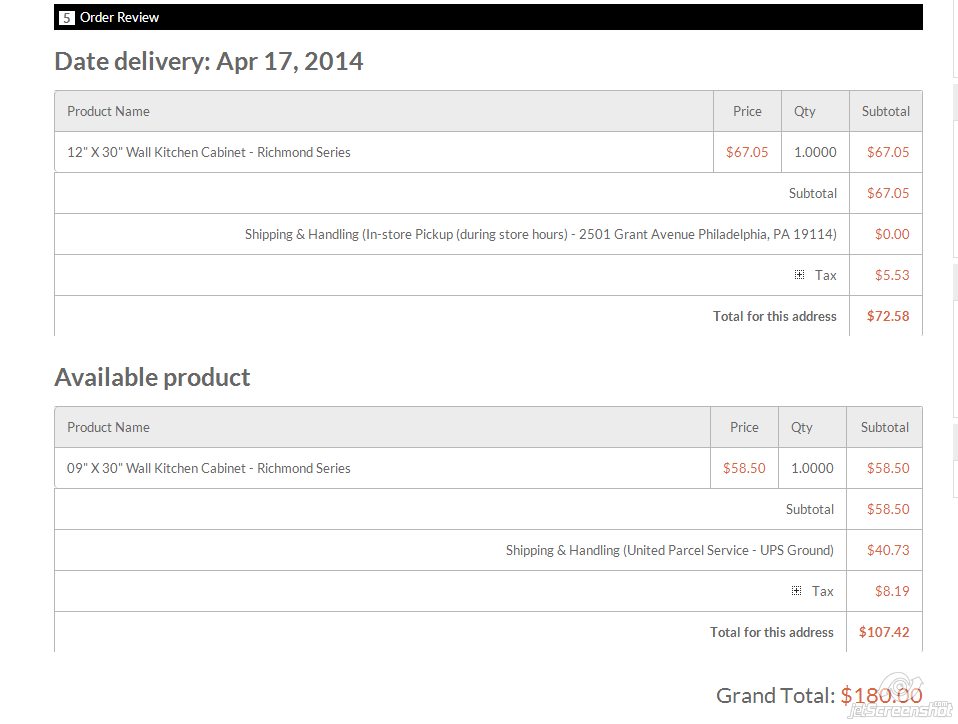 5 Order Review
Date delivery: Apr 17, 2014
Product Name Price Qty Subtotal
12" X 30" Wall Kitchen Cabinet - Richmond Series $67.05 1.0000 $67.05
Subtotal $67.05
Shipping & Handling (In-store Pickup (during store hours) - 2501 Grant Avenue Philadelphia, PA 19114) $0.00
Tax $5.53
Total for this address $72.58
Available product
Product Name Price Qty Subtotal
09" X 30" Wall Kitchen Cabinet - Richmond Series $58.50 1.0000 $58.50
Subtotal $58.50
Shipping & Handling (United Parcel Service - UPS Ground) $40.73
Tax $8.19
Total for this address $107.42
Grand Total: $180.00
jetScreenshot .com